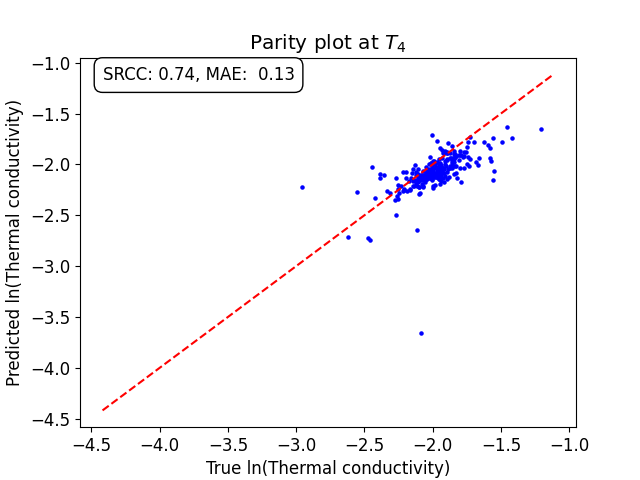 Parity plot at T₄
SRCC: 0.74, MAE:  0.13
−1.0
−1.5
−2.0
−2.5
−3.0
−3.5
−4.0
−4.5
Predicted ln(Thermal conductivity)
−4.5 −4.0 −3.5 −3.0 −2.5 −2.0 −1.5 −1.0
True ln(Thermal conductivity)